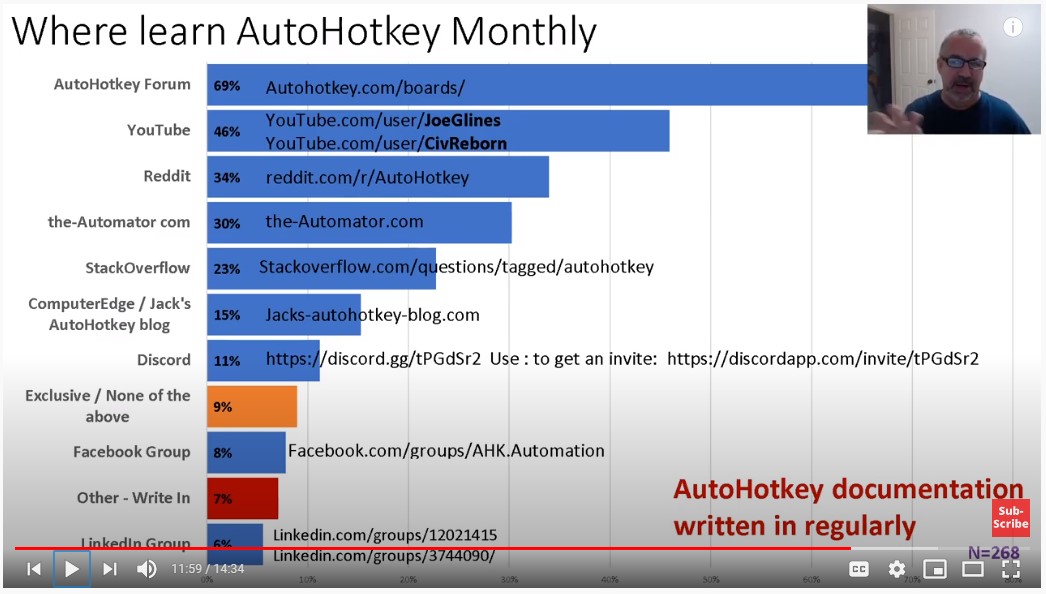 Where learn AutoHotkey Monthly
AutoHotkey Forum 69% Autohotkey.com/boards/
YouTube 46% YouTube.com/user/JoeGlines
YouTube.com/user/CivReborn
Reddit 34% reddit.com/r/AutoHotkey
the-Automator com 30% the-Automator.com
StackOverflow 23% Stackoverflow.com/questions/tagged/autohotkey
ComputerEdge / Jack's
AutoHotkey blog 15% Jacks-autohotkey-blog.com
Discord 11% https://discord.gg/tPGdSr2 Use : to get an invite: https://discordapp.com/invite/tPGdSr2
Exclusive / None of the
above 9%
Facebook Group 8% Facebook.com/groups/AHK.Automation
Other - Write In 7%
AutoHotkey documentation
written in regularly
Sub-
Scribe
LinkedIn Group 6% Linkedin.com/groups/12021415
Linkedin.com/groups/3744090/
N=268
11:59 / 14:34
CC
0% 10% 20% 30% 40% 50% 60% 70% 80%